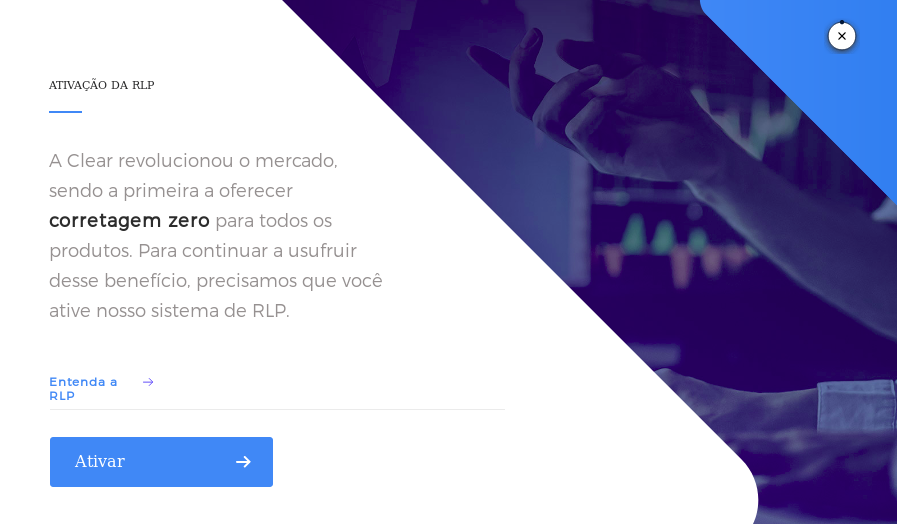 ATIVAÇÃO DA RLP
A Clear revolucionou o mercado,
sendo a primeira a oferecer
corretagem zero para todos os
produtos. Para continuar a usufruir
desse benefício, precisamos que você
ative nosso sistema de RLP.
Entenda a
RLP
Ativar